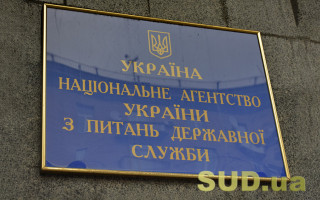 УКРАЇНА
НАЦІОНАЛЬНЕ АГЕНТСТВО
УКРАЇНИ
З ПИТАНЬ ДЕРЖАВНОЇ
СЛУЖБИ
SUD.ua